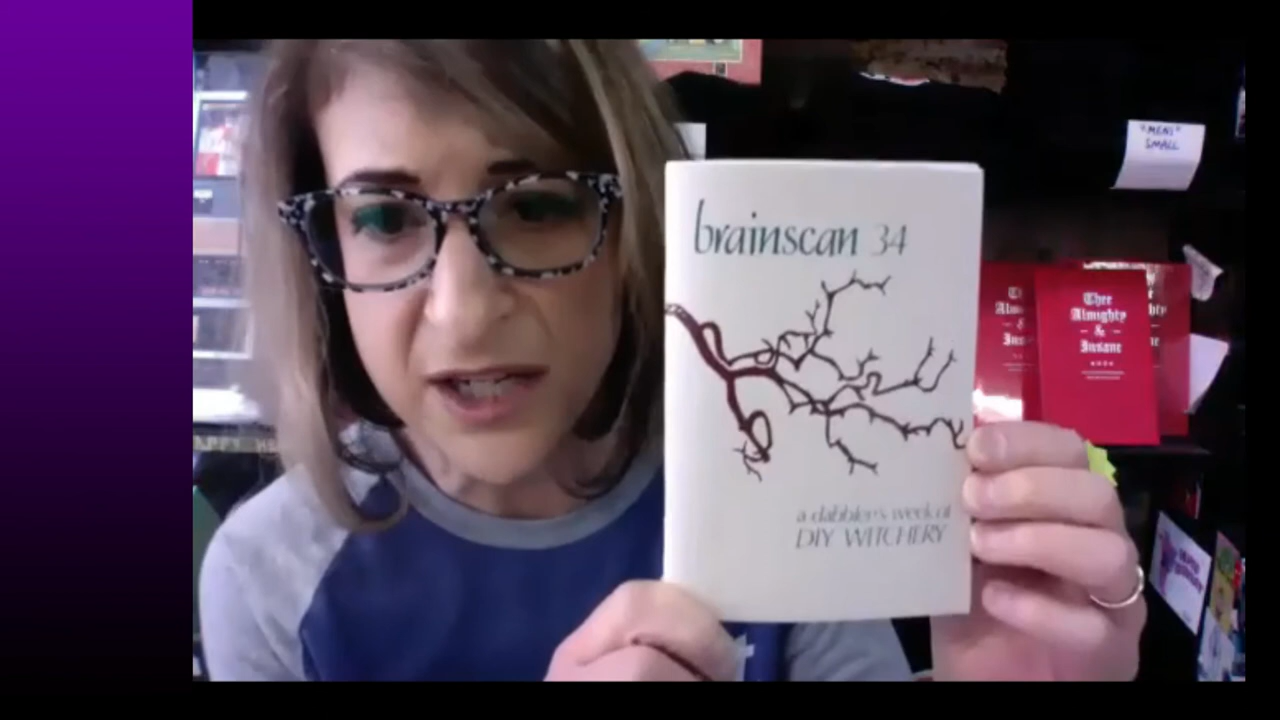 brainscan 34
a dabbler's week of
DIY WITCHERY
"MENS"
SMALL
Thee
Almighty
&
Insane